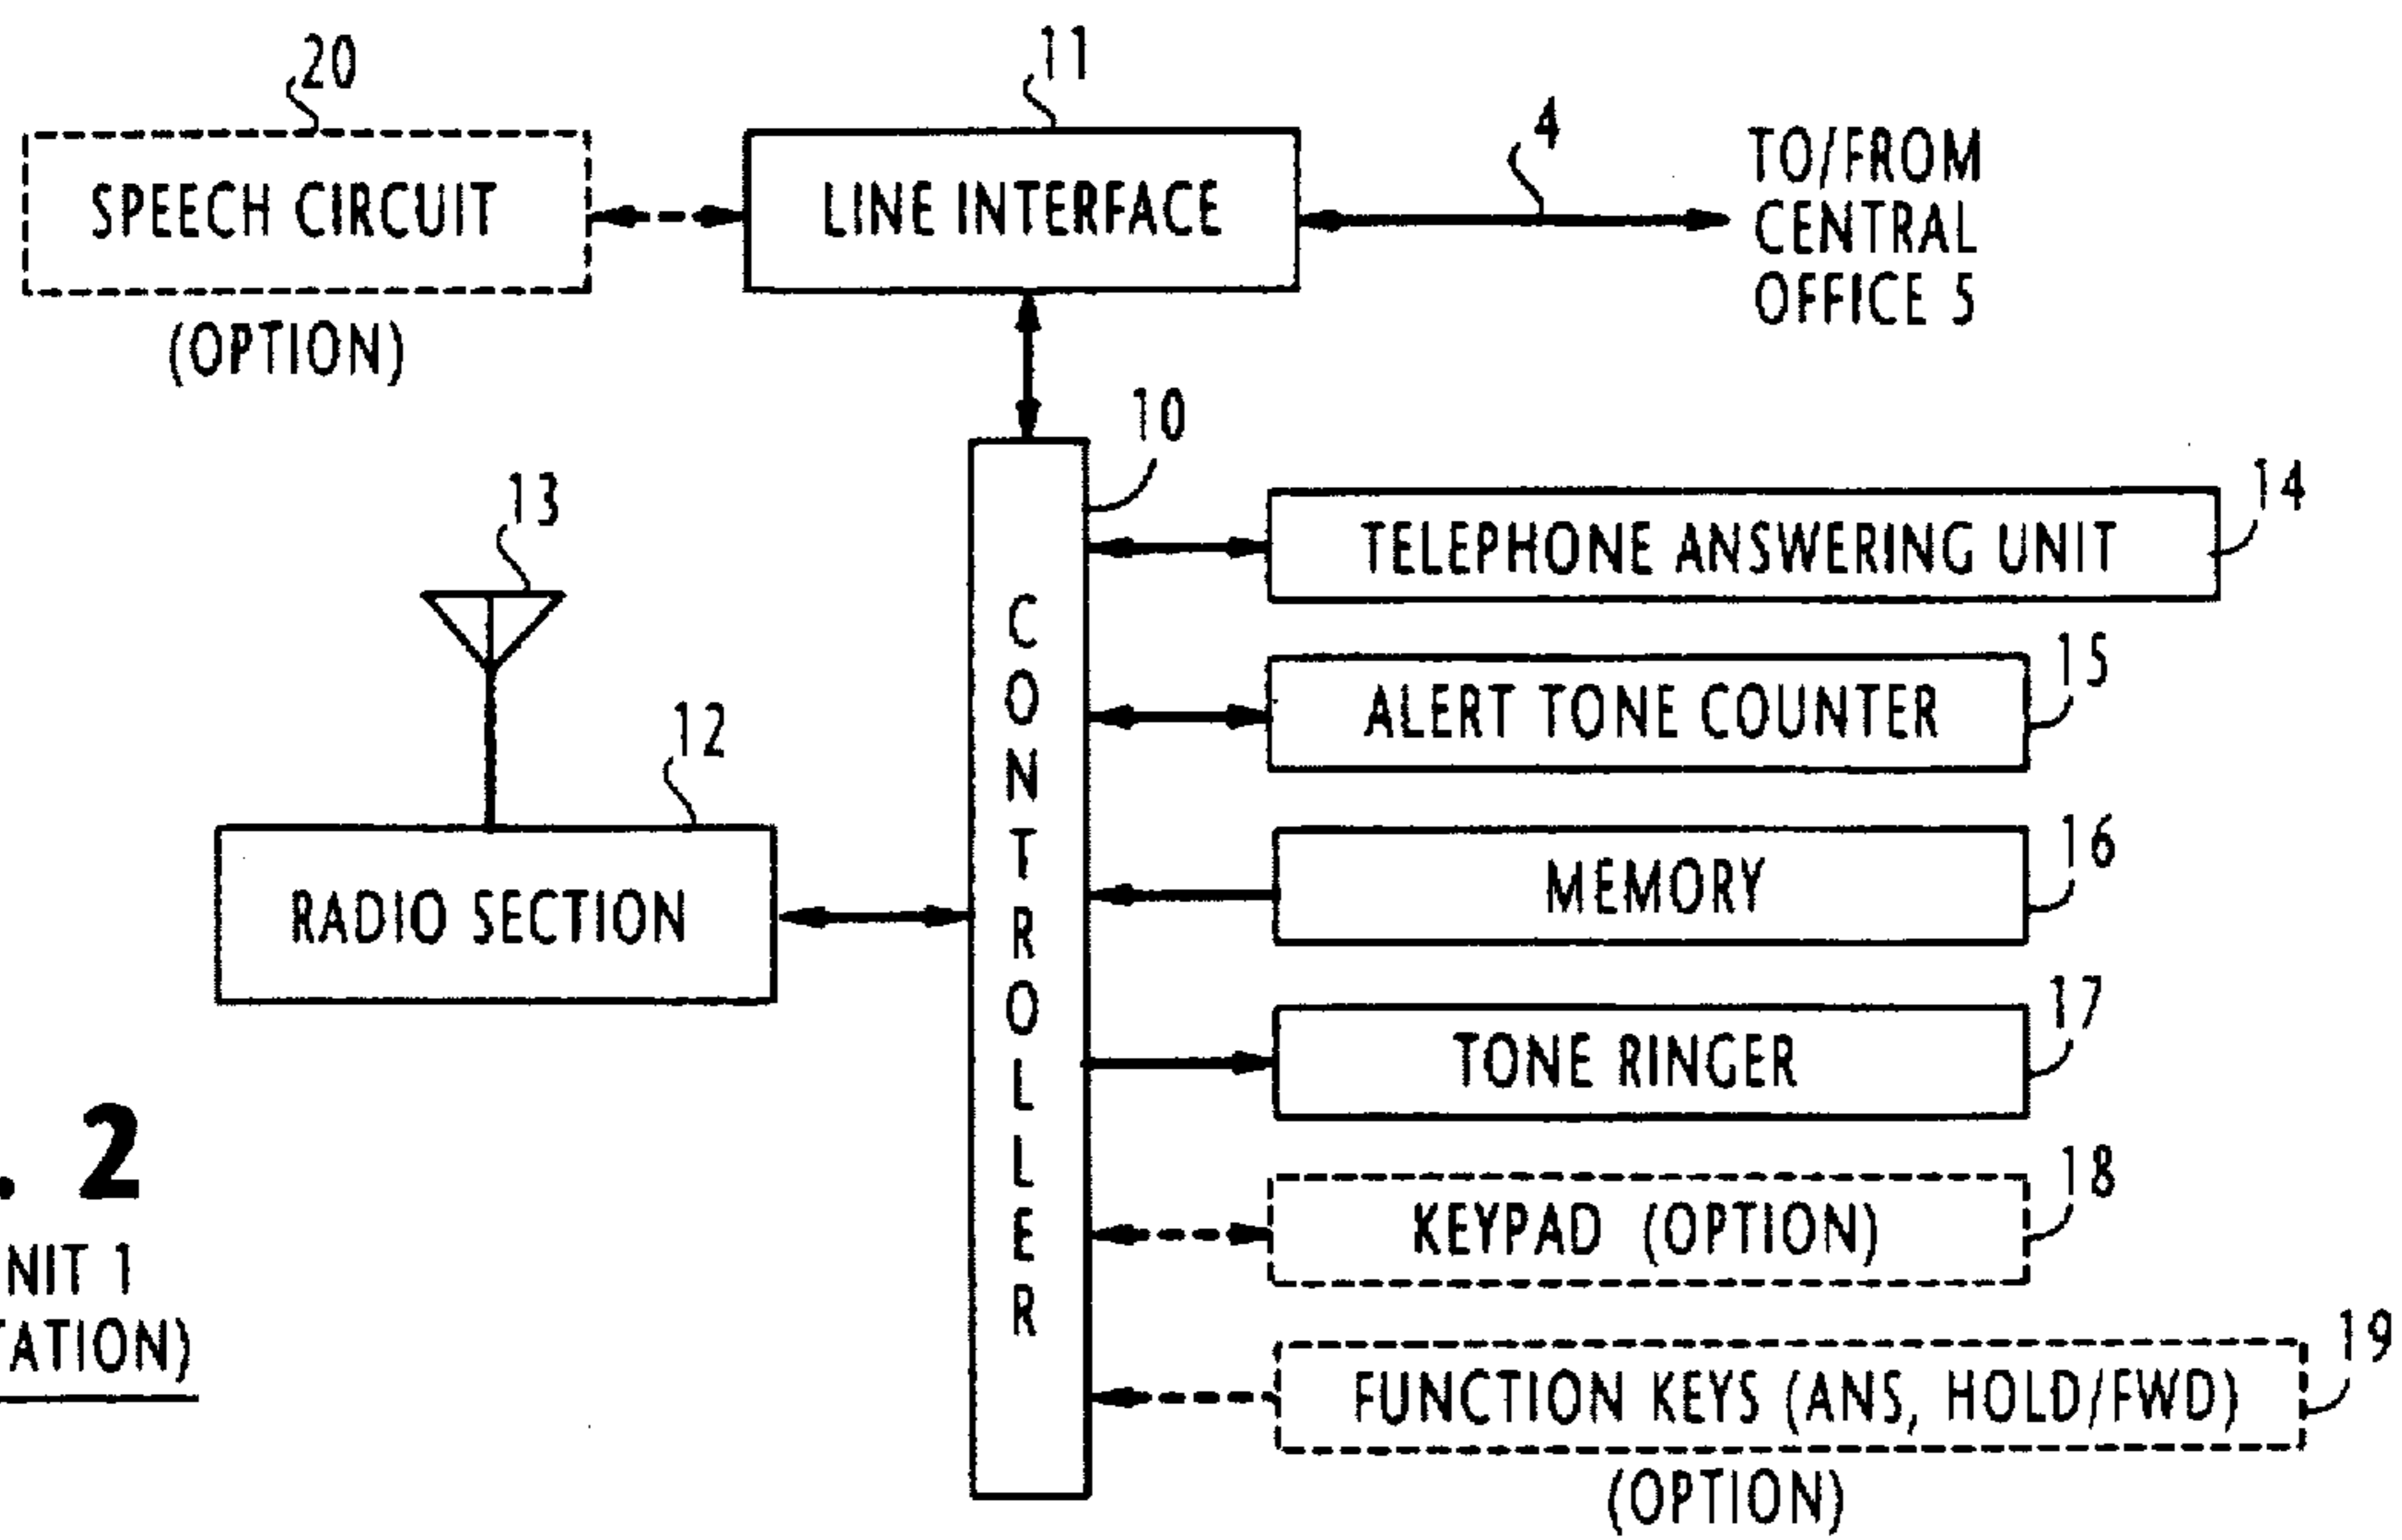 20
11
4
TO/FROM
CENTRAL
OFFICE 5
SPEECH CIRCUIT
(OPTION)
LINE INTERFACE
10
CONTROLLER
13
12
RADIO SECTION
14
TELEPHONE ANSWERING UNIT
15
ALERT TONE COUNTER
16
MEMORY
17
TONE RINGER
18
KEYPAD (OPTION)
19
FUNCTION KEYS (ANS, HOLD/FWD)
(OPTION)
. 2
NIT 1
TATION)